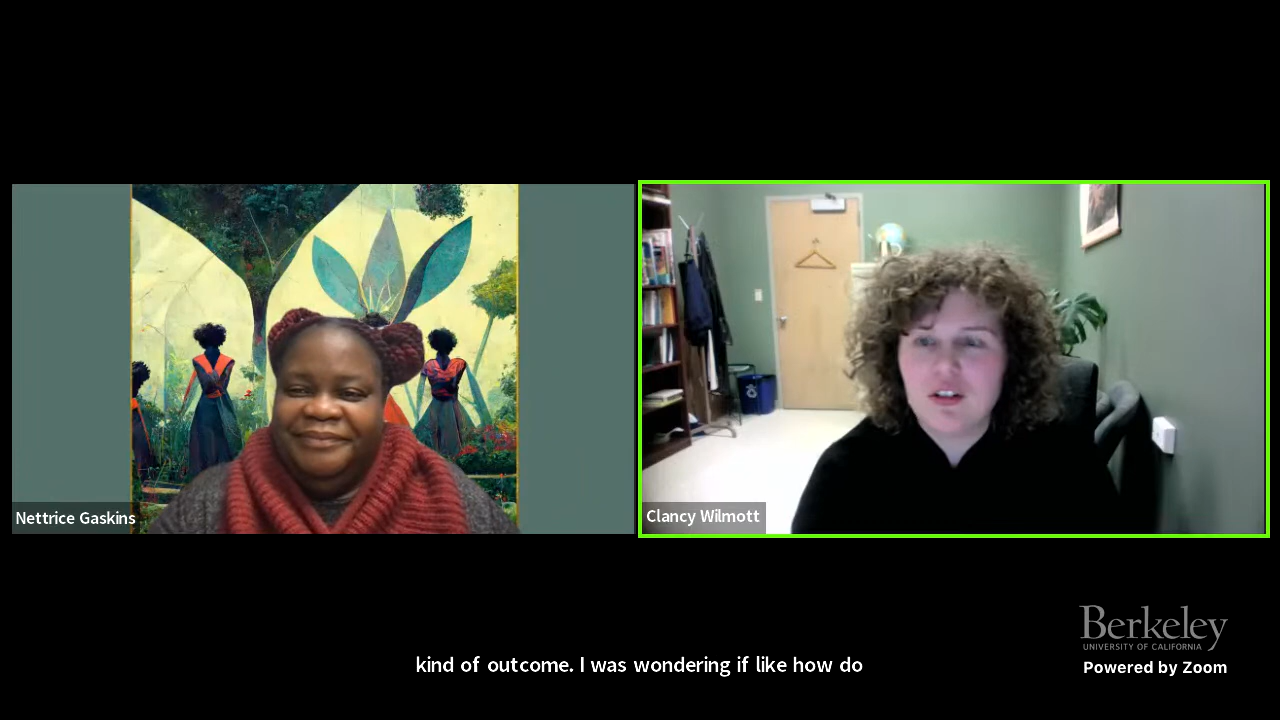 Nettrice Gaskins
Clancy Wilmott
kind of outcome. I was wondering if like how do
Berkeley
UNIVERSITY OF CALIFORNIA
Powered by Zoom